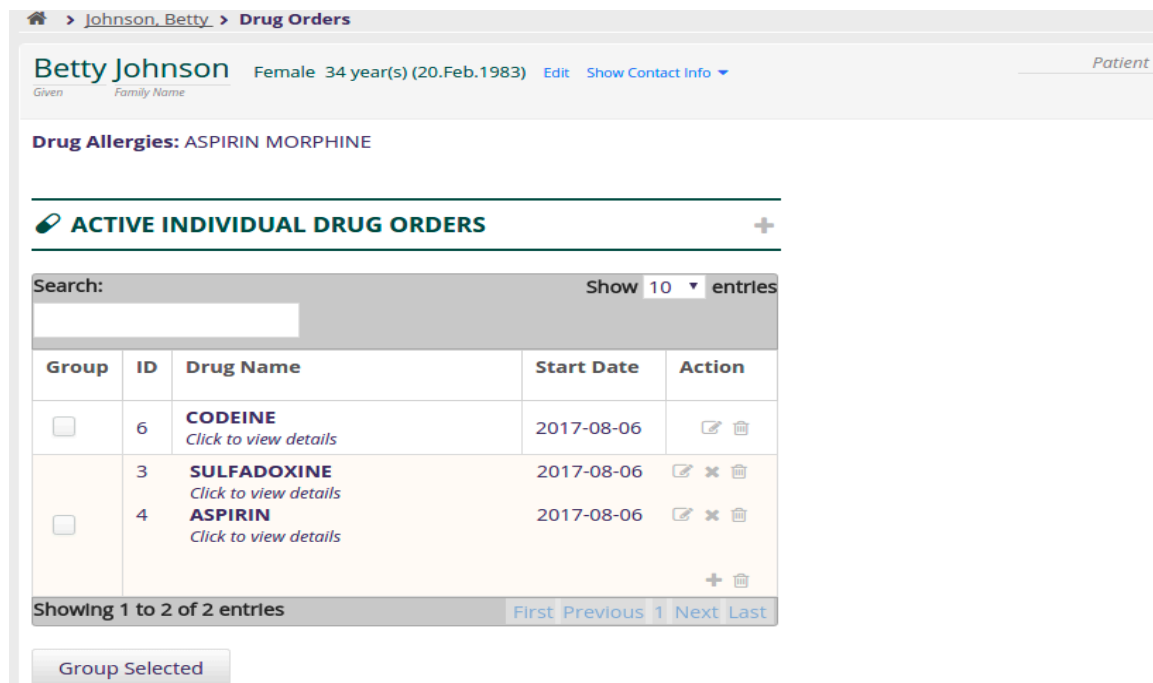 > Johnson, Betty > Drug Orders
Betty Johnson Female 34 year(s) (20.Feb.1983) Edit Show Contact Info
Given Family Name
Patient
Drug Allergies: ASPIRIN MORPHINE
ACTIVE INDIVIDUAL DRUG ORDERS
Search: Show 10 entries
Group ID Drug Name Start Date Action
6 CODEINE 2017-08-06
Click to view details
3 SULFADOXINE 2017-08-06
Click to view details
4 ASPIRIN 2017-08-06
Click to view details
Showing 1 to 2 of 2 entries First Previous 1 Next Last
Group Selected